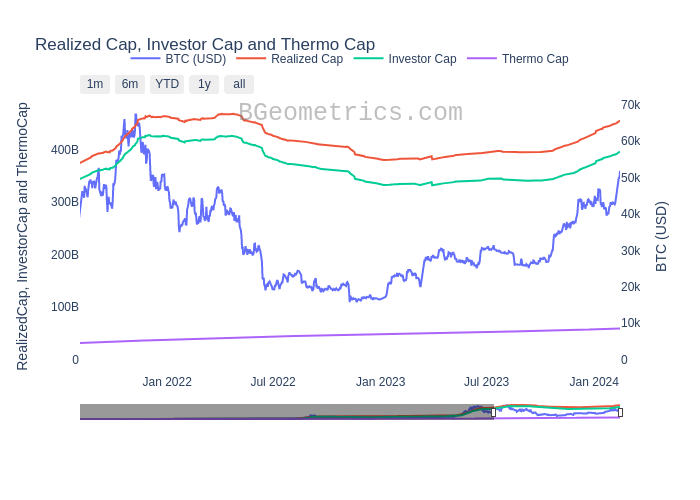 Realized Cap, Investor Cap and Thermo Cap
BTC (USD) Realized Cap Investor Cap Thermo Cap
1m 6m YTD 1y all
BGeometrics.com
RealizedCap, InvestorCap and ThermoCap
400B
300B
200B
100B
0
70k
60k
50k
40k
30k
20k
10k
0
BTC (USD)
Jan 2022 Jul 2022 Jan 2023 Jul 2023 Jan 2024